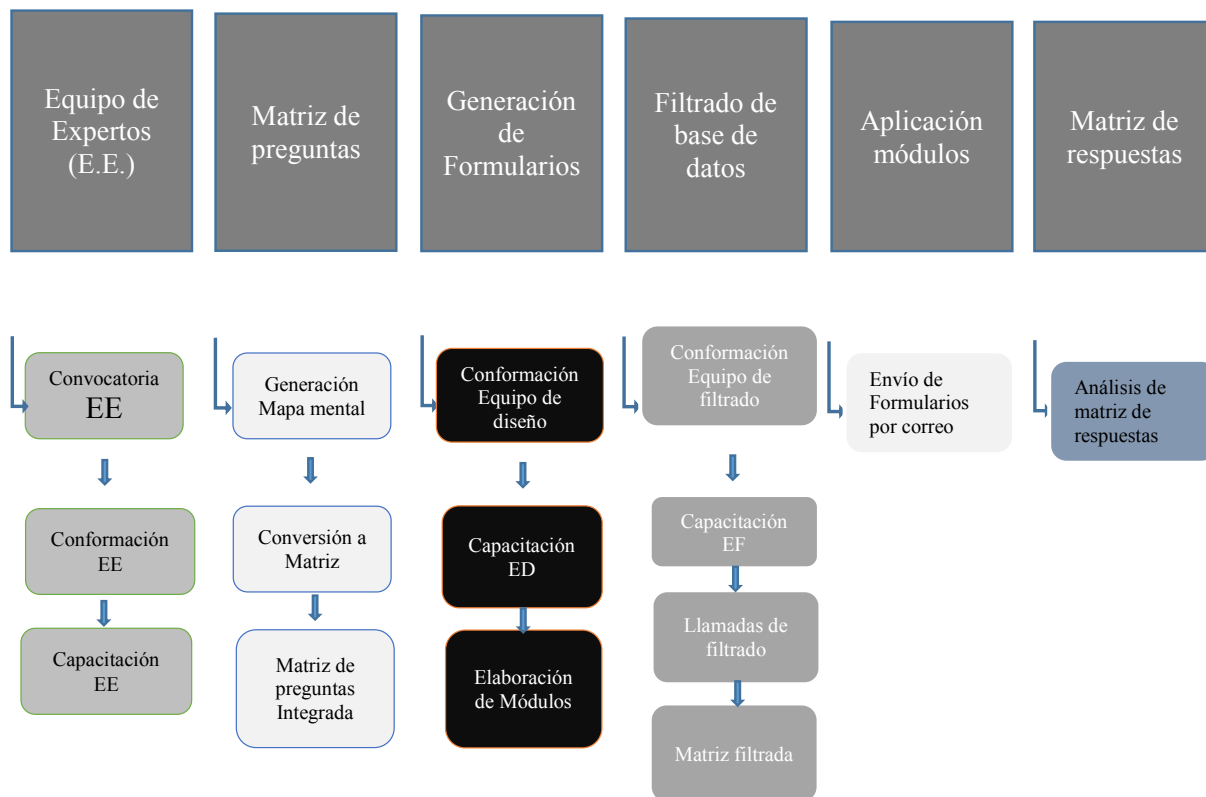 Equipo de
Expertos
(E.E.)
Matriz de
preguntas
Generación
de
Formularios
Filtrado de
base de
datos
Aplicación
módulos
Matriz de
respuestas
Convocatoria
EE
Generación
Mapa mental
Conformación
Equipo de
diseño
Conformación
Equipo de
filtrado
Envío de
Formularios
por correo
Análisis de
matriz de
respuestas
Conformación
EE
Conversión a
Matriz
Capacitación
ED
Capacitación
EF
Capacitación
EE
Matriz de
preguntas
Integrada
Elaboración
de Módulos
Llamadas de
filtrado
Matriz filtrada